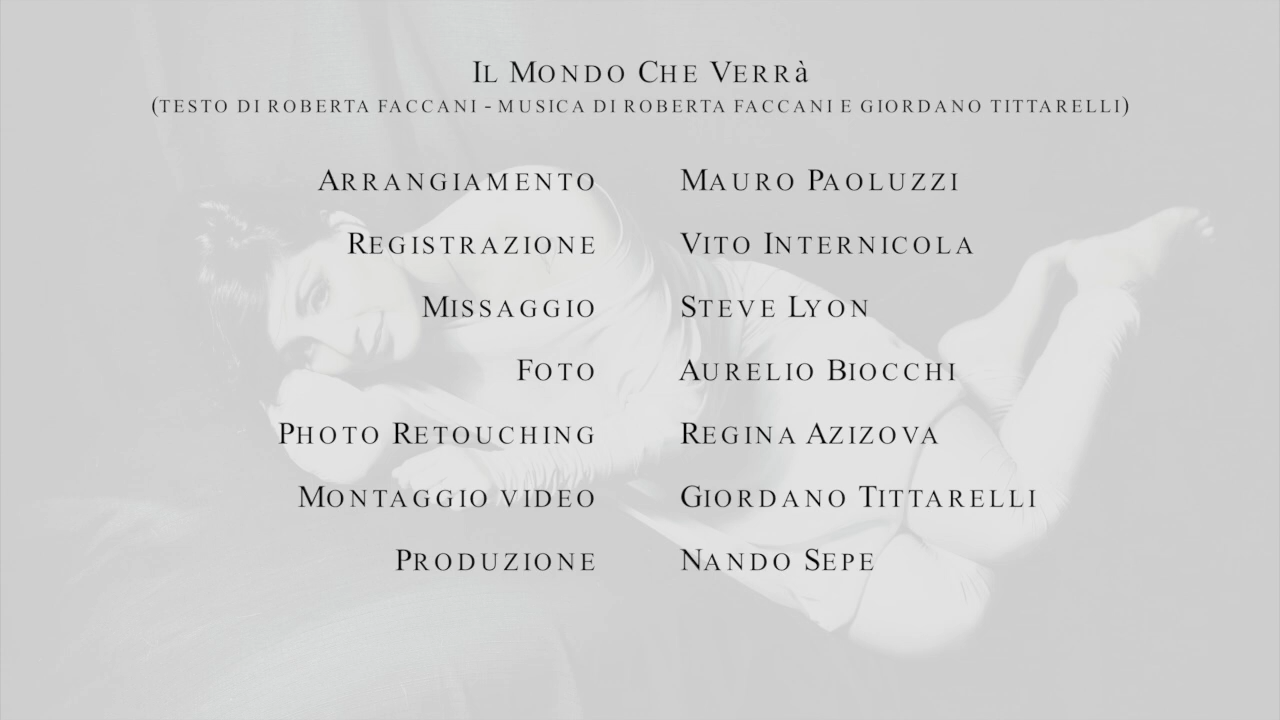 Il Mondo Che Verrà
(TESTO DI ROBERTA FACCANI - MUSICA DI ROBERTA FACCANI E GIORDANO TITTARELLI)
Arrangiamento Mauro Paoluzzi
Registrazione Vito Internicola
Missaggio Steve Lyon
Foto Aurelio Biocchi
Photo Retouching Regina Azizova
Montaggio video Giordano Tittarelli
Produzione Nando Sepe